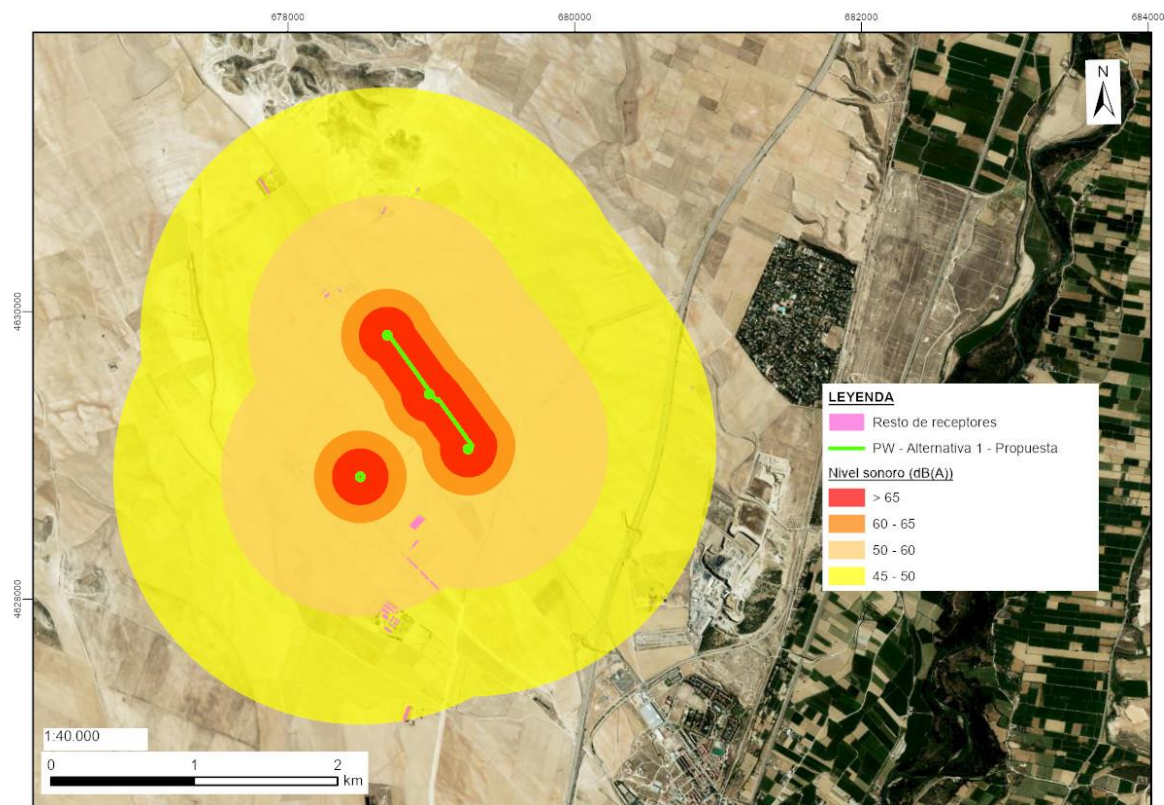 678000
680000
682000
684000
N
4630000
4628000
LEYENDA
Resto de receptores
PW - Alternativa 1 - Propuesta
Nivel sonoro (dB(A))
> 65
60 - 65
50 - 60
45 - 50
1:40.000
0 1 2
km